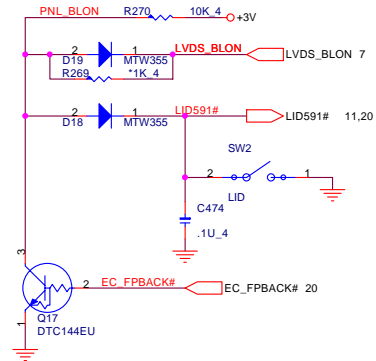 PNL_BLON R270 10K_4
+3V
2 1 LVDS_BLON
LVDS_BLON 7
D19 MTW355
R269 *1K_4
2 1 LID591#
LID591# 11,20
D18 MTW355
SW2
2 1
LID
C474
.1U_4
3
2 EC_FPBACK#
EC_FPBACK# 20
1
Q17
DTC144EU